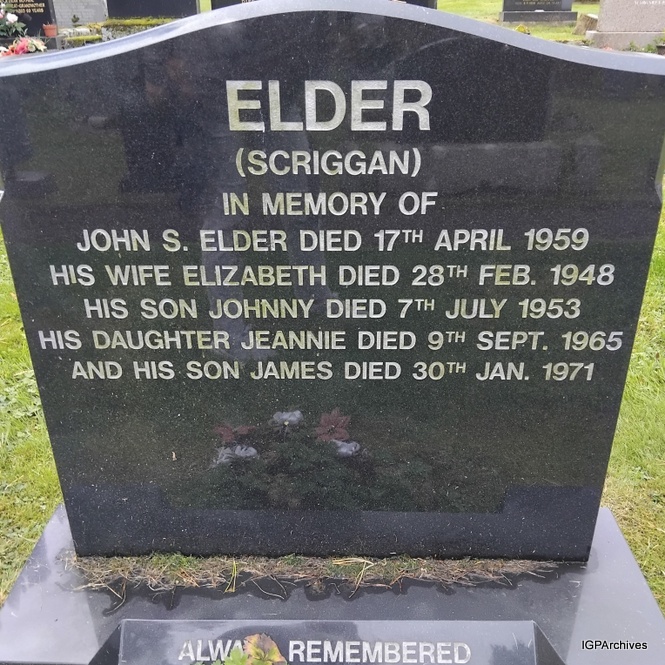 ELDER
(SCRIGGAN)
IN MEMORY OF
JOHN S. ELDER DIED 17TH APRIL 1959
HIS WIFE ELIZABETH DIED 28TH FEB. 1948
HIS SON JOHNNY DIED 7TH JULY 1953
HIS DAUGHTER JEANNIE DIED 9TH SEPT. 1965
AND HIS SON JAMES DIED 30TH JAN. 1971
REMEMBERED
IGPArchives